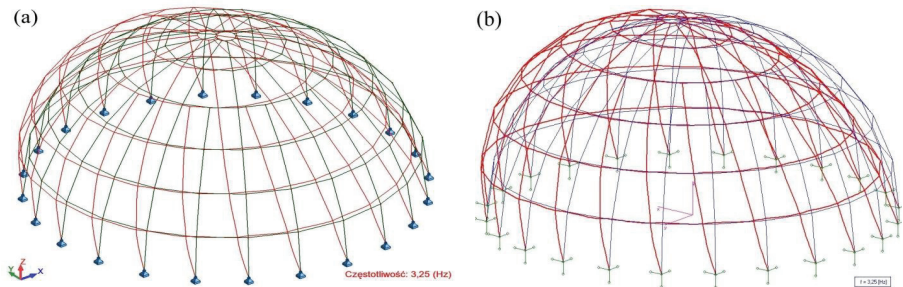 (a)
(b)
Z
Y
X
Częstotliwość: 3,25 (Hz)
f = 3,25 [Hz]